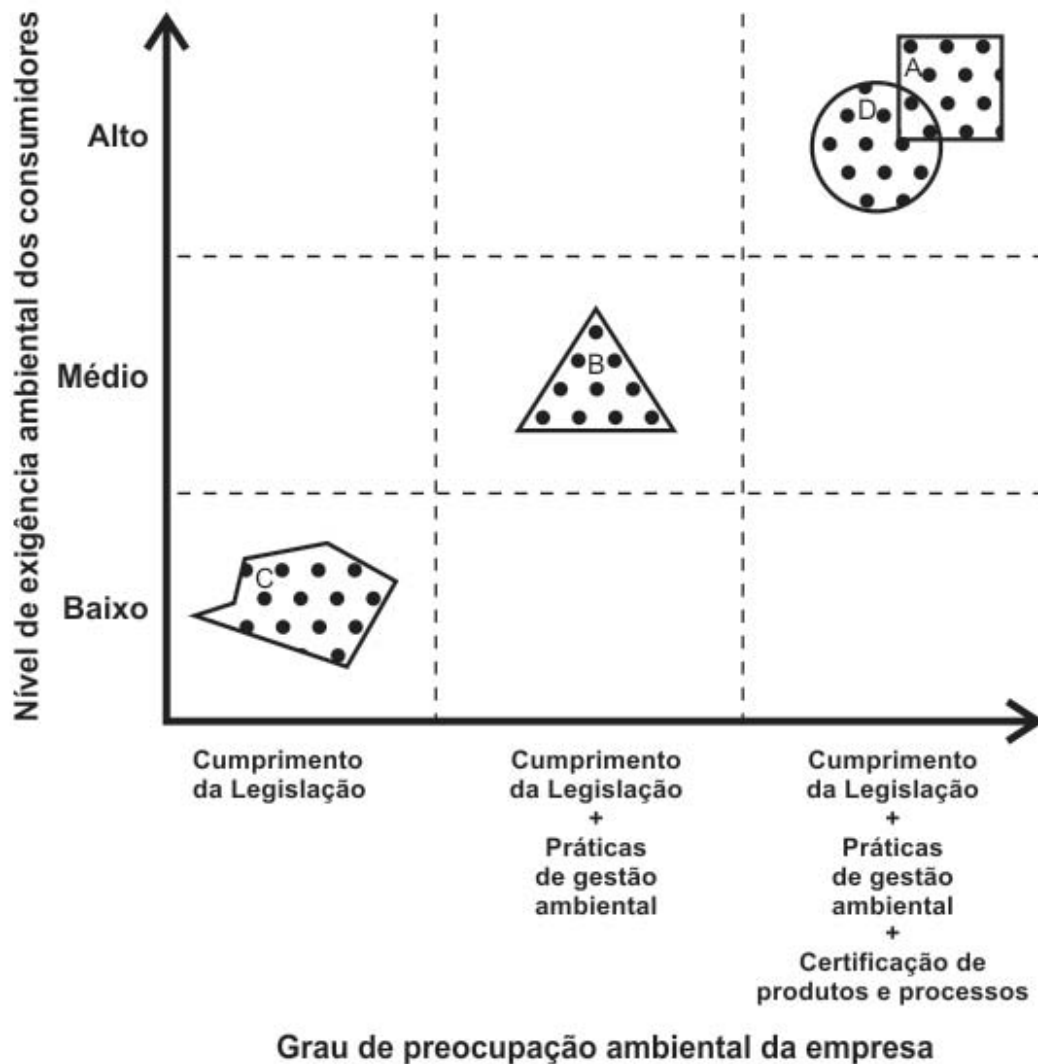 Nível de exigência ambiental dos consumidores
Alto
Médio
Baixo
A
D
B
C
Cumprimento
da Legislação
Cumprimento
da Legislação
+
Práticas
de gestão
ambiental
Cumprimento
da Legislação
+
Práticas
de gestão
ambiental
+
Certificação de
produtos e processos
Grau de preocupação ambiental da empresa